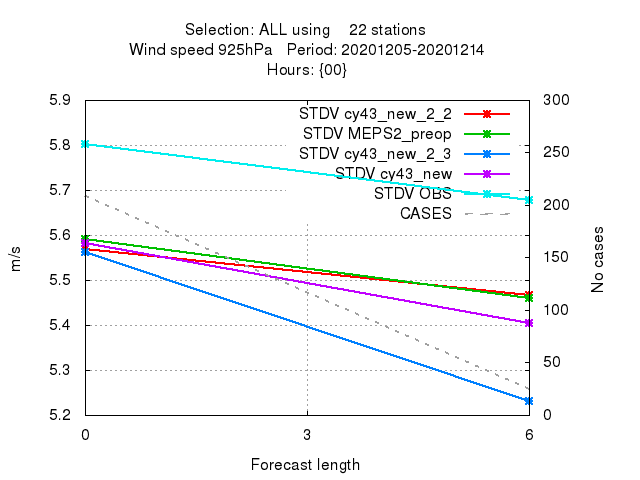 Selection: ALL using    22 stations
Wind speed 925hPa   Period: 20201205-20201214
Hours: {00}
STDV cy43_new_2_2
STDV MEPS2_preop
STDV cy43_new_2_3
STDV cy43_new
STDV OBS
CASES
5.9
5.8
5.7
5.6
5.5
5.4
5.3
5.2
300
250
200
150
100
50
0
m/s
No cases
0
3
6
Forecast length